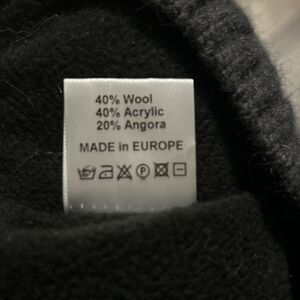 40% Wool
40% Acrylic
20% Angora
MADE in EUROPE
P